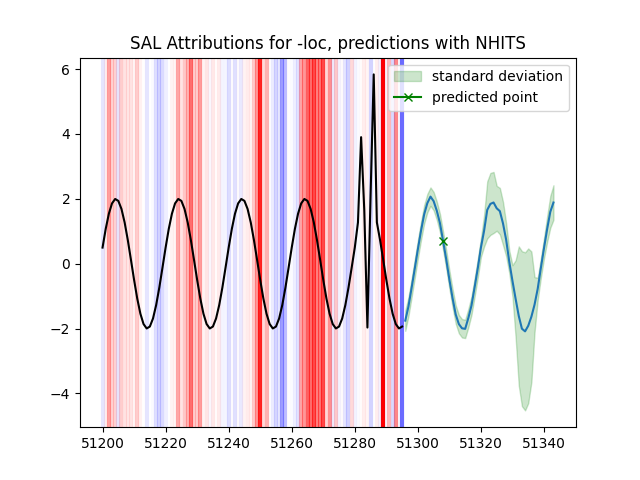 SAL Attributions for -loc, predictions with NHITS
standard deviation
predicted point
6
4
2
0
−2
−4
51200 51220 51240 51260 51280 51300 51320 51340